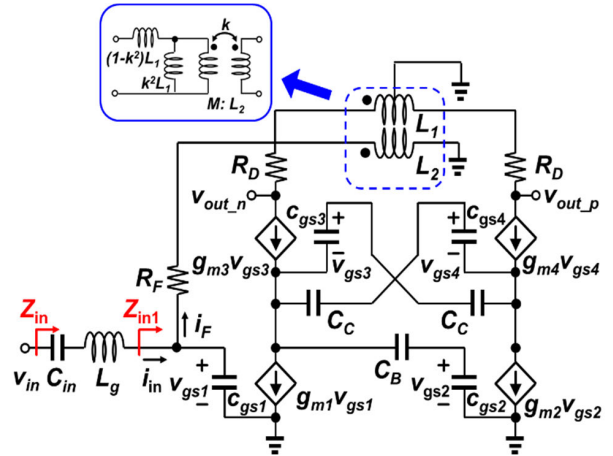 k
(1-k²)L₁
k²L₁
M: L₂
L₁
L₂
R_D
R_D
v_out_n
c_gs3
+
+
c_gs4
v_out_p
g_m3v_gs3
−
v_gs3
v_gs4
−
g_m4v_gs4
R_F
Z_in
Z_in1
i_F
C_C
C_C
v_in
C_in
L_g
i_in
v_gs1
+
−
c_gs1
g_m1v_gs1
C_B
v_gs2
+
−
c_gs2
g_m2v_gs2